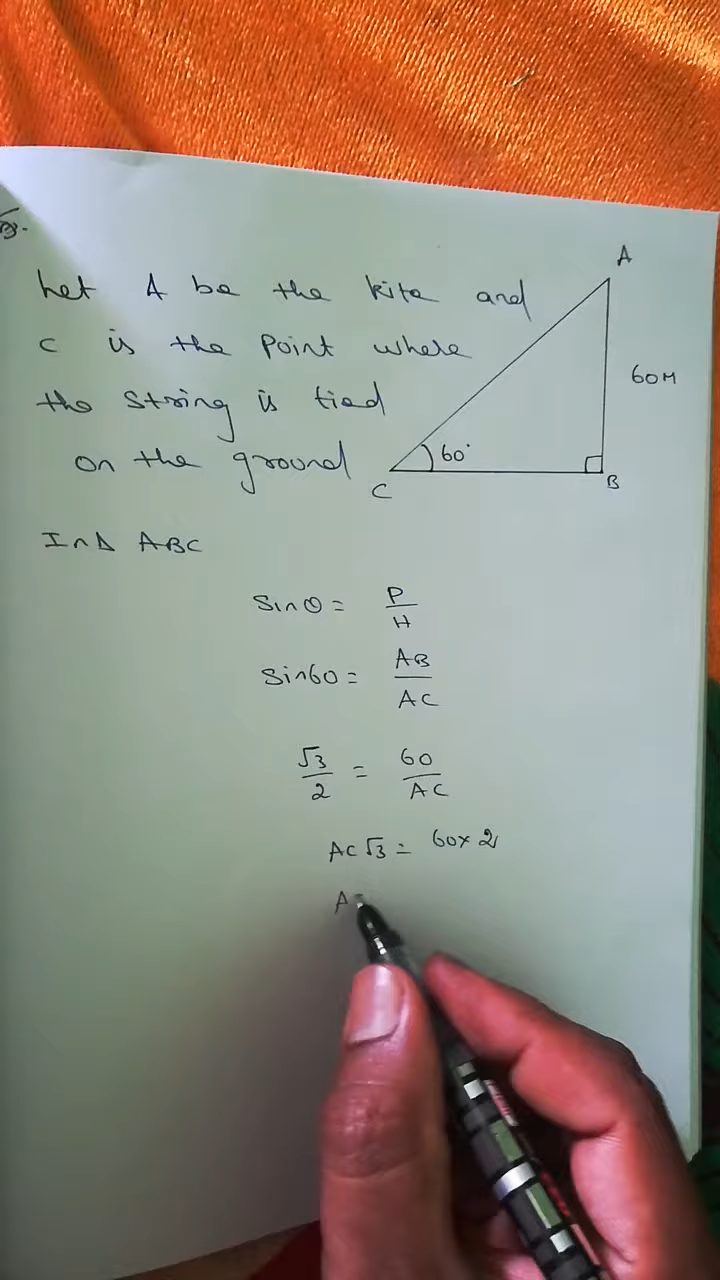 Let A be the kite and
C is the Point where
the string is tied
on the ground
A
60M
60°
C
B
In Δ ABC
Sinθ = P/H
Sin60 = AB/AC
√3/2 = 60/AC
AC√3 = 60×2
A